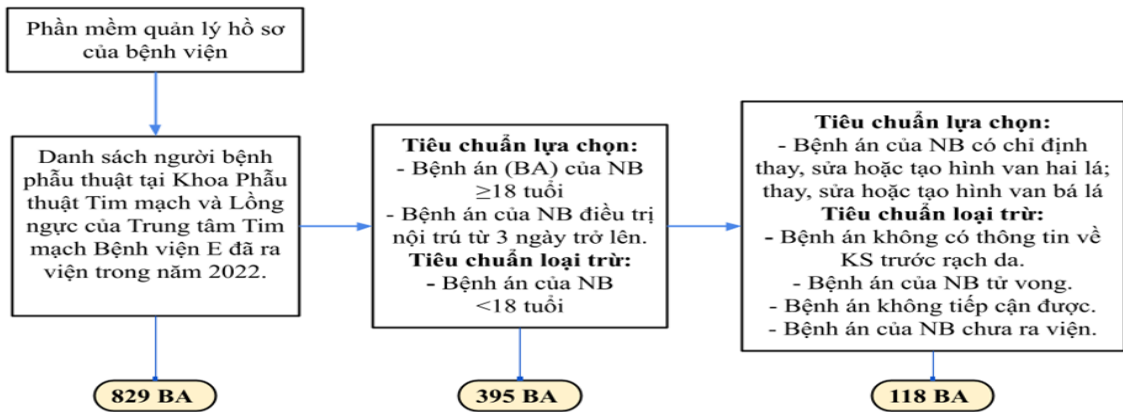 Phần mềm quản lý hồ sơ
của bệnh viện
Danh sách người bệnh
phẫu thuật tại Khoa Phẫu
thuật Tim mạch và Lồng
ngực của Trung tâm Tim
mạch Bệnh viện E đã ra
viện trong năm 2022.
829 BA
Tiêu chuẩn lựa chọn:
- Bệnh án (BA) của NB
≥18 tuổi
- Bệnh án của NB điều trị
nội trú từ 3 ngày trở lên.
Tiêu chuẩn loại trừ:
- Bệnh án của NB
<18 tuổi
395 BA
Tiêu chuẩn lựa chọn:
- Bệnh án của NB có chỉ định
thay, sửa hoặc tạo hình van hai lá;
thay, sửa hoặc tạo hình van bá lá
Tiêu chuẩn loại trừ:
- Bệnh án không có thông tin về
KS trước rạch da.
- Bệnh án của NB tử vong.
- Bệnh án không tiếp cận được.
- Bệnh án của NB chưa ra viện.
118 BA